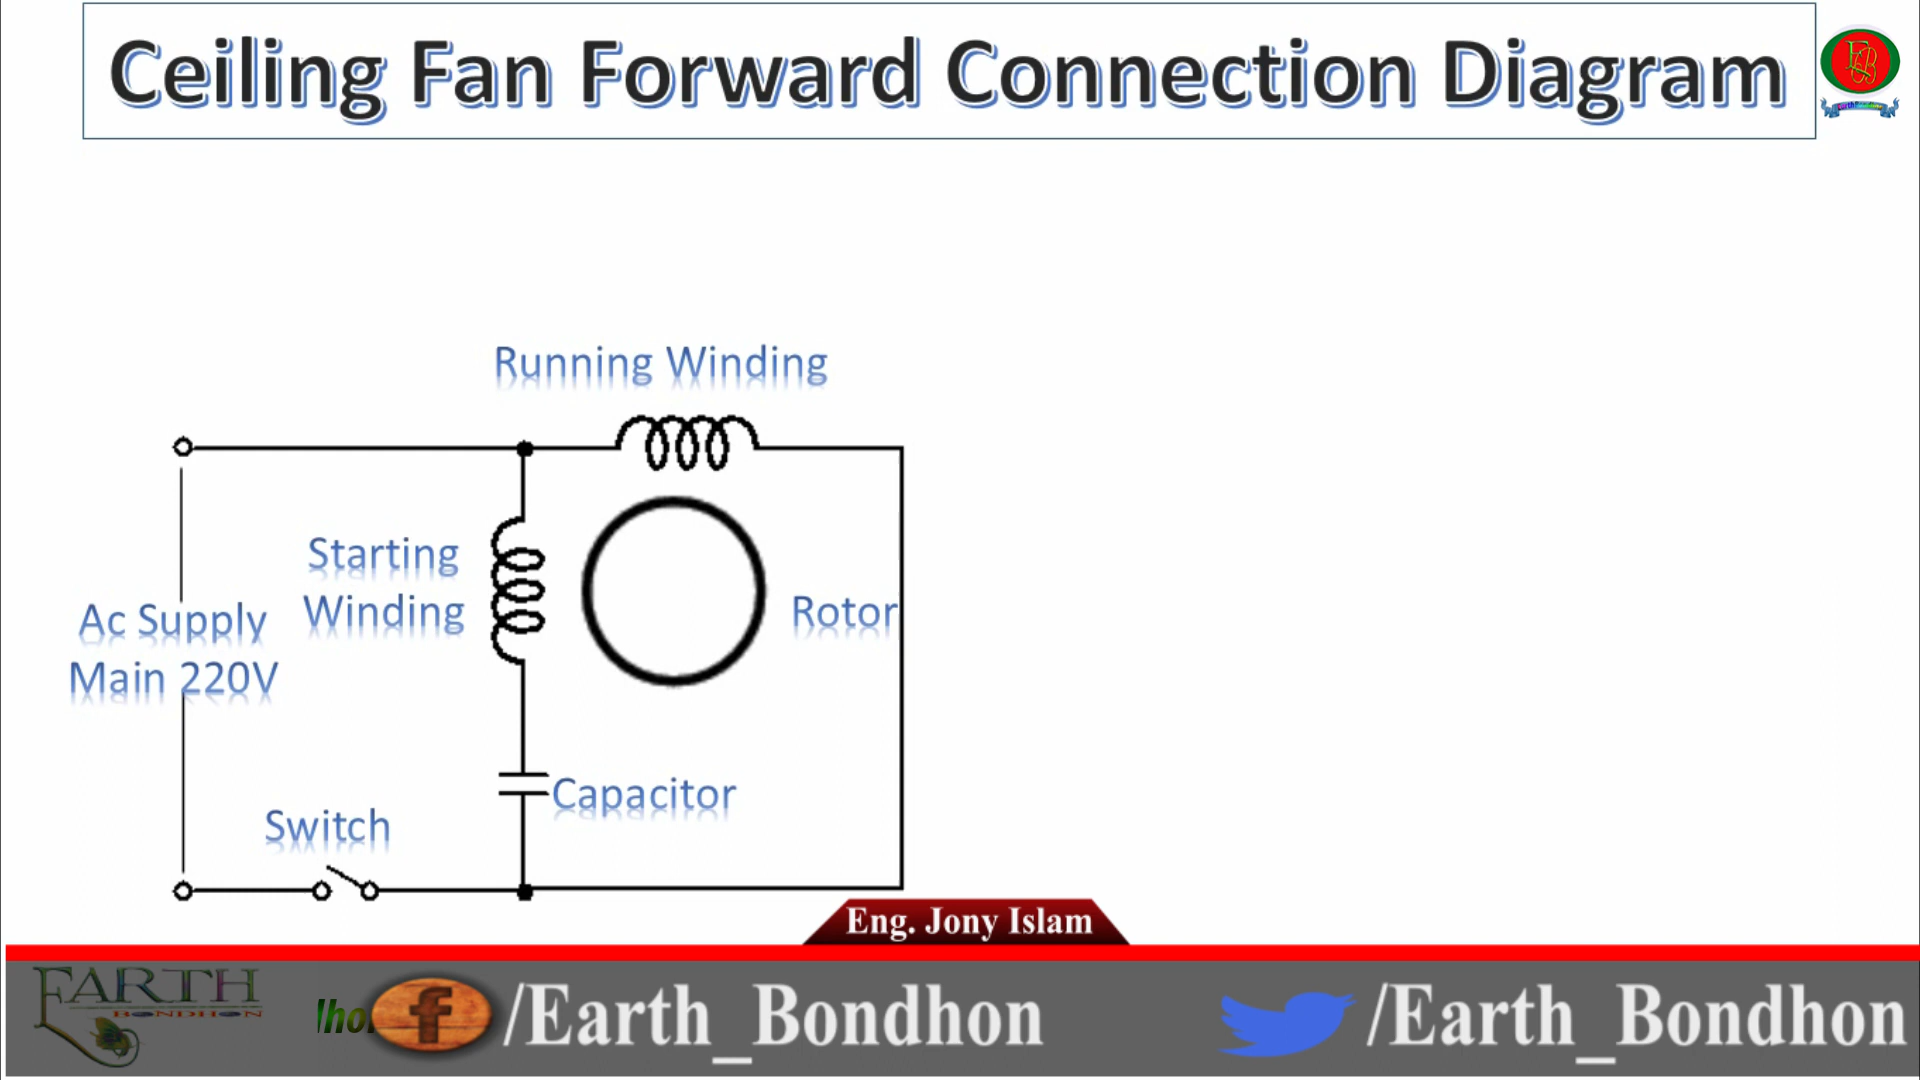 Ceiling Fan Forward Connection Diagram
Running Winding
Starting
Winding
Ac Supply
Main 220V
Rotor
Capacitor
Switch
Eng. Jony Islam
EARTH
BONDHON
/Earth_Bondhon
/Earth_Bondhon